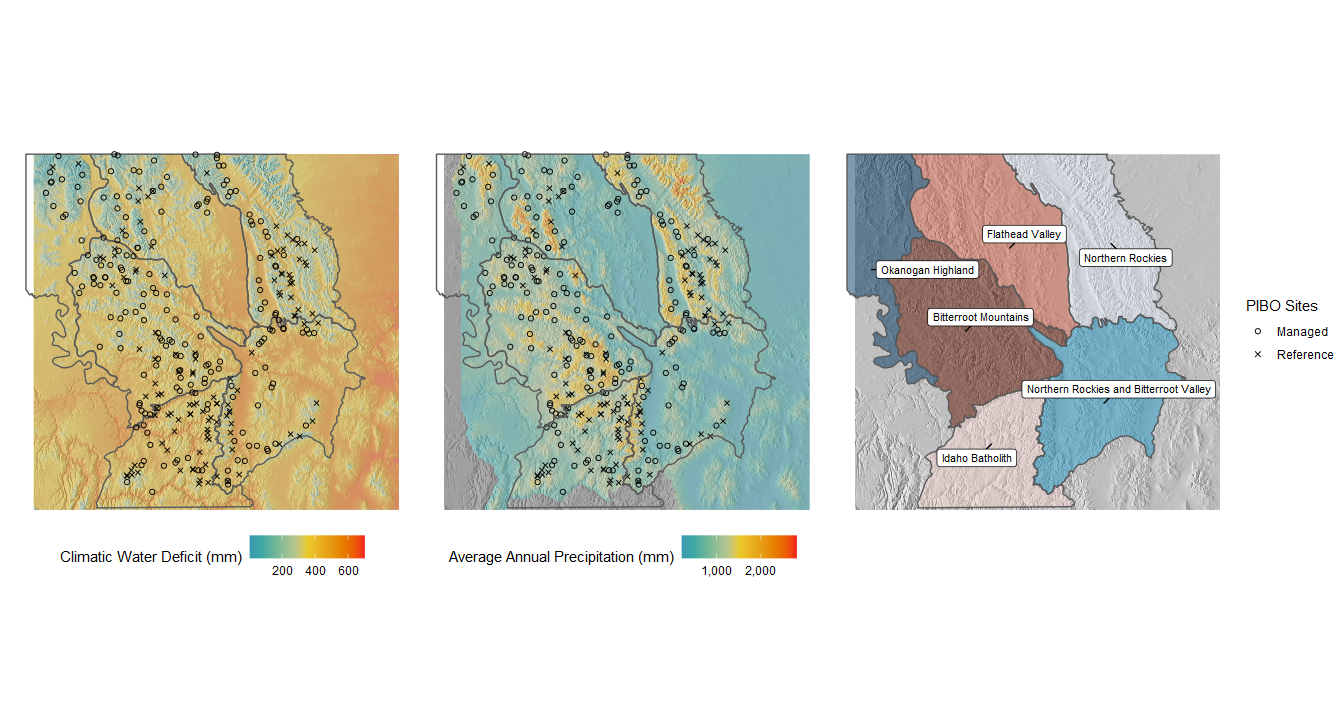 Flathead Valley
Northern Rockies
Okanogan Highland
Bitterroot Mountains
Northern Rockies and Bitterroot Valley
Idaho Batholith
PIBO Sites
Managed
Reference
Climatic Water Deficit (mm)
200 400 600
Average Annual Precipitation (mm)
1,000 2,000